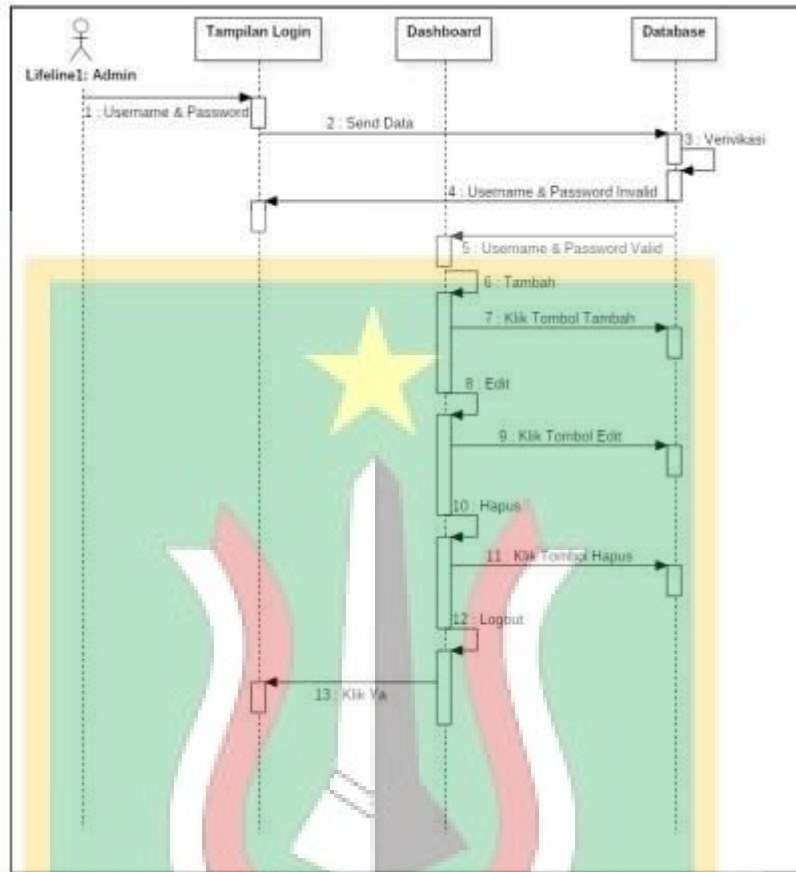 Tampilan Login
Dashboard
Database
Lifeline1: Admin
1 : Username & Password
2 : Send Data
3 : Verivikasi
4 : Username & Password Invalid
5 : Username & Password Valid
6 : Tambah
7 : Klik Tombol Tambah
8 : Edit
9 : Klik Tombol Edit
10 : Hapus
11 : Klik Tombol Hapus
12 : Logout
13 : Klik Ya